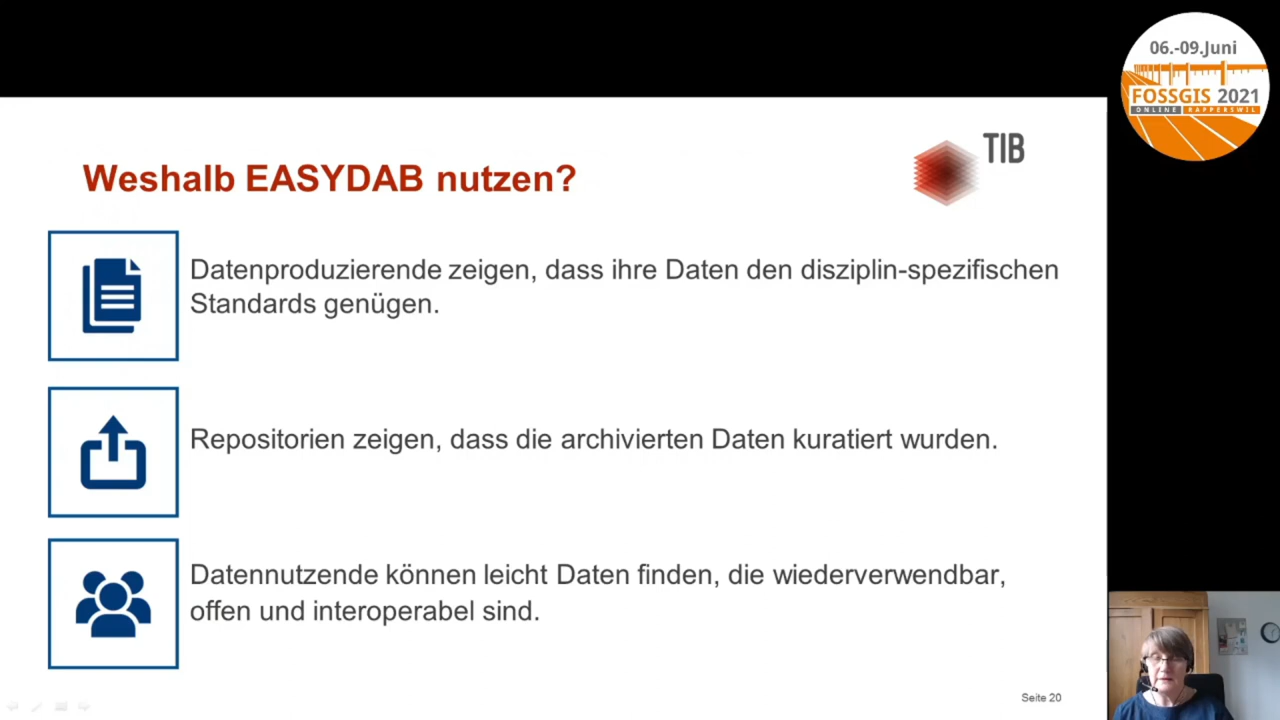 06.-09.Juni
FOSSGIS 2021
ONLINE RAPPERSWIL
TIB
Weshalb EASYDAB nutzen?
Datenproduzierende zeigen, dass ihre Daten den disziplin-spezifischen
Standards genügen.
Repositorien zeigen, dass die archivierten Daten kuratiert wurden.
Datennutzende können leicht Daten finden, die wiederverwendbar,
offen und interoperabel sind.
Seite 20